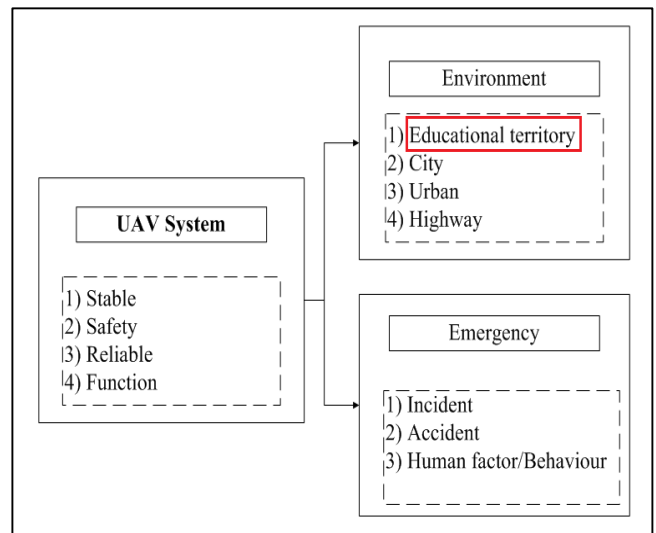 UAV System
1) Stable
2) Safety
3) Reliable
4) Function
Environment
1) Educational territory
2) City
3) Urban
4) Highway
Emergency
1) Incident
2) Accident
3) Human factor/Behaviour